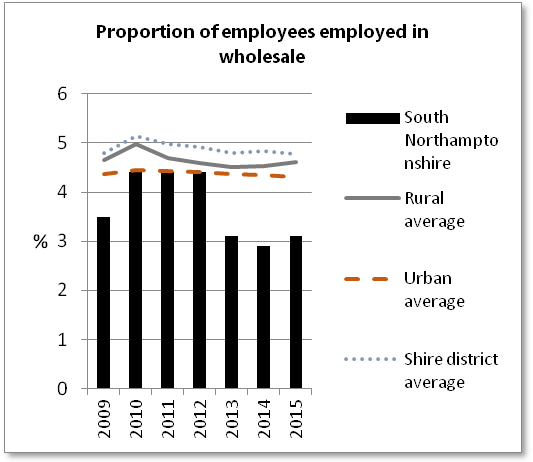 Proportion of employees employed in
wholesale
6
5
4
3
2
1
0
%
2009
2010
2011
2012
2013
2014
2015
South
Northampto
nshire
Rural
average
Urban
average
Shire district
average